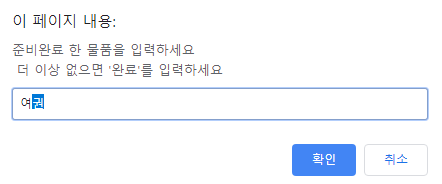 이 페이지 내용:
준비완료 한 물품을 입력하세요
더 이상 없으면 '완료'를 입력하세요
여권
확인 취소